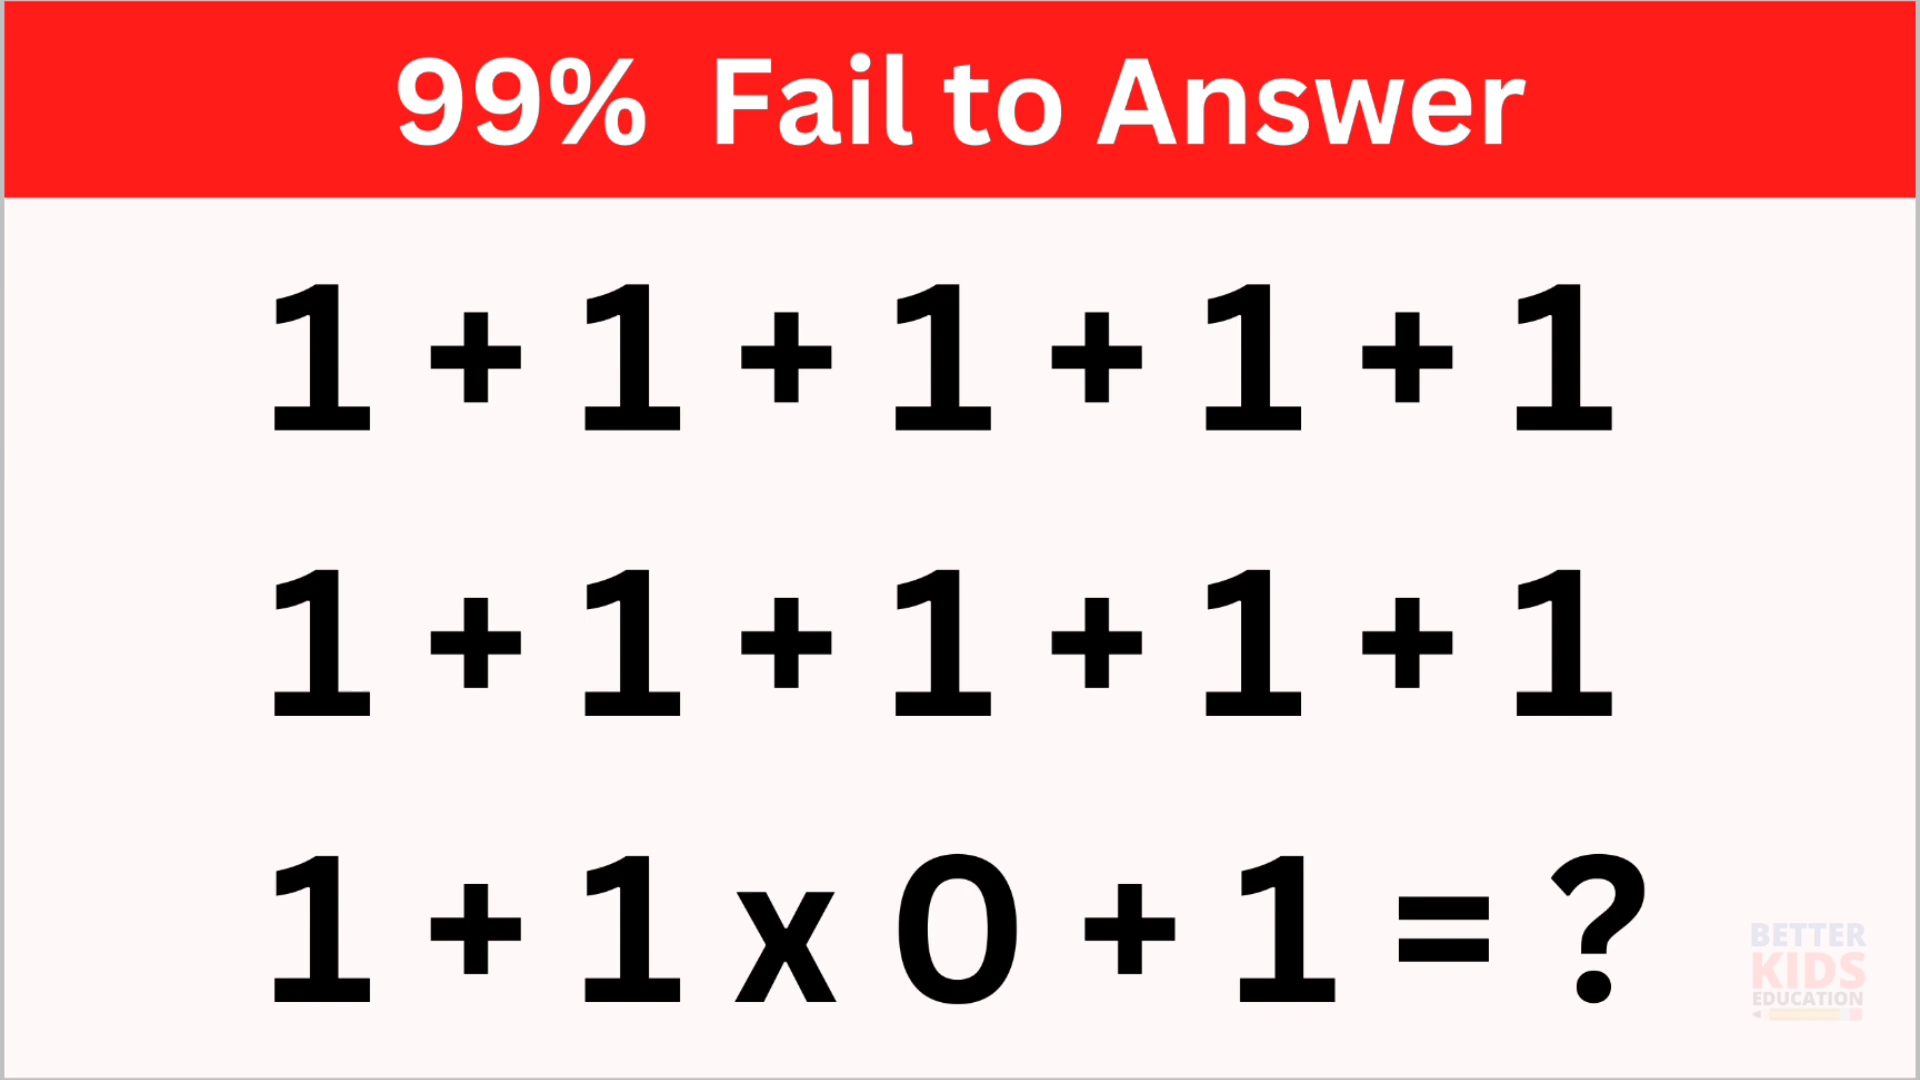 99% Fail to Answer
1 + 1 + 1 + 1 + 1
1 + 1 + 1 + 1 + 1
1 + 1 x 0 + 1 = ?
BETTER
KIDS
EDUCATION